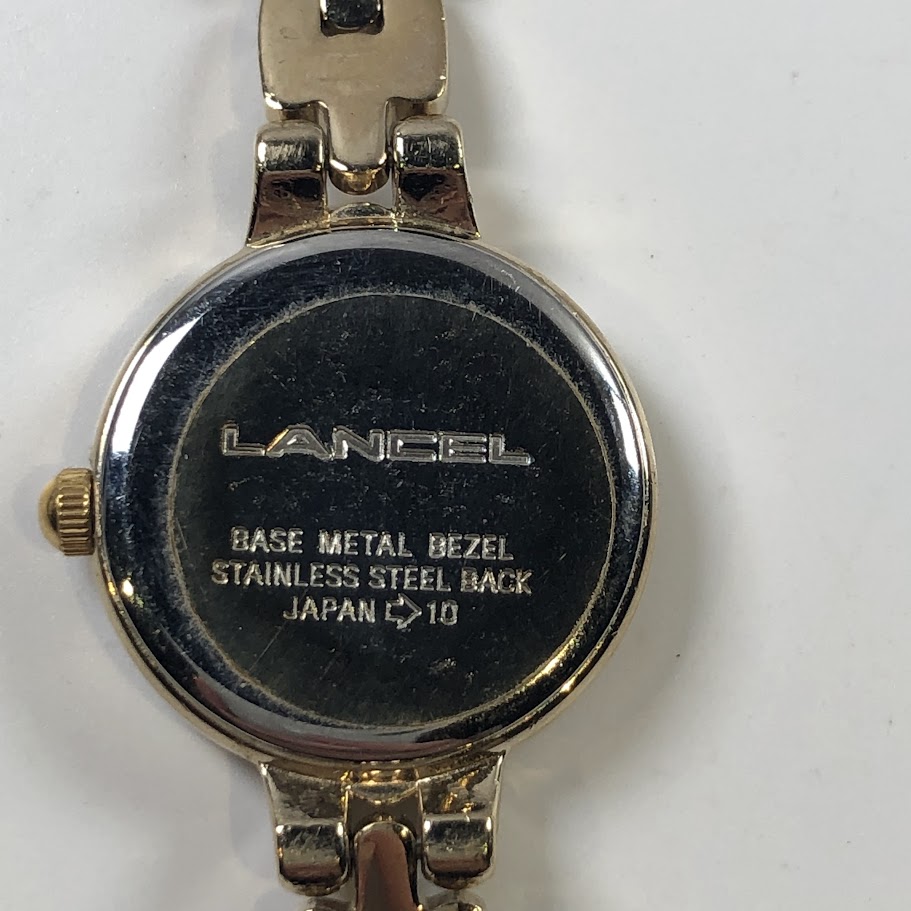 LANCEL
BASE METAL BEZEL
STAINLESS STEEL BACK
JAPAN ⇨ 10